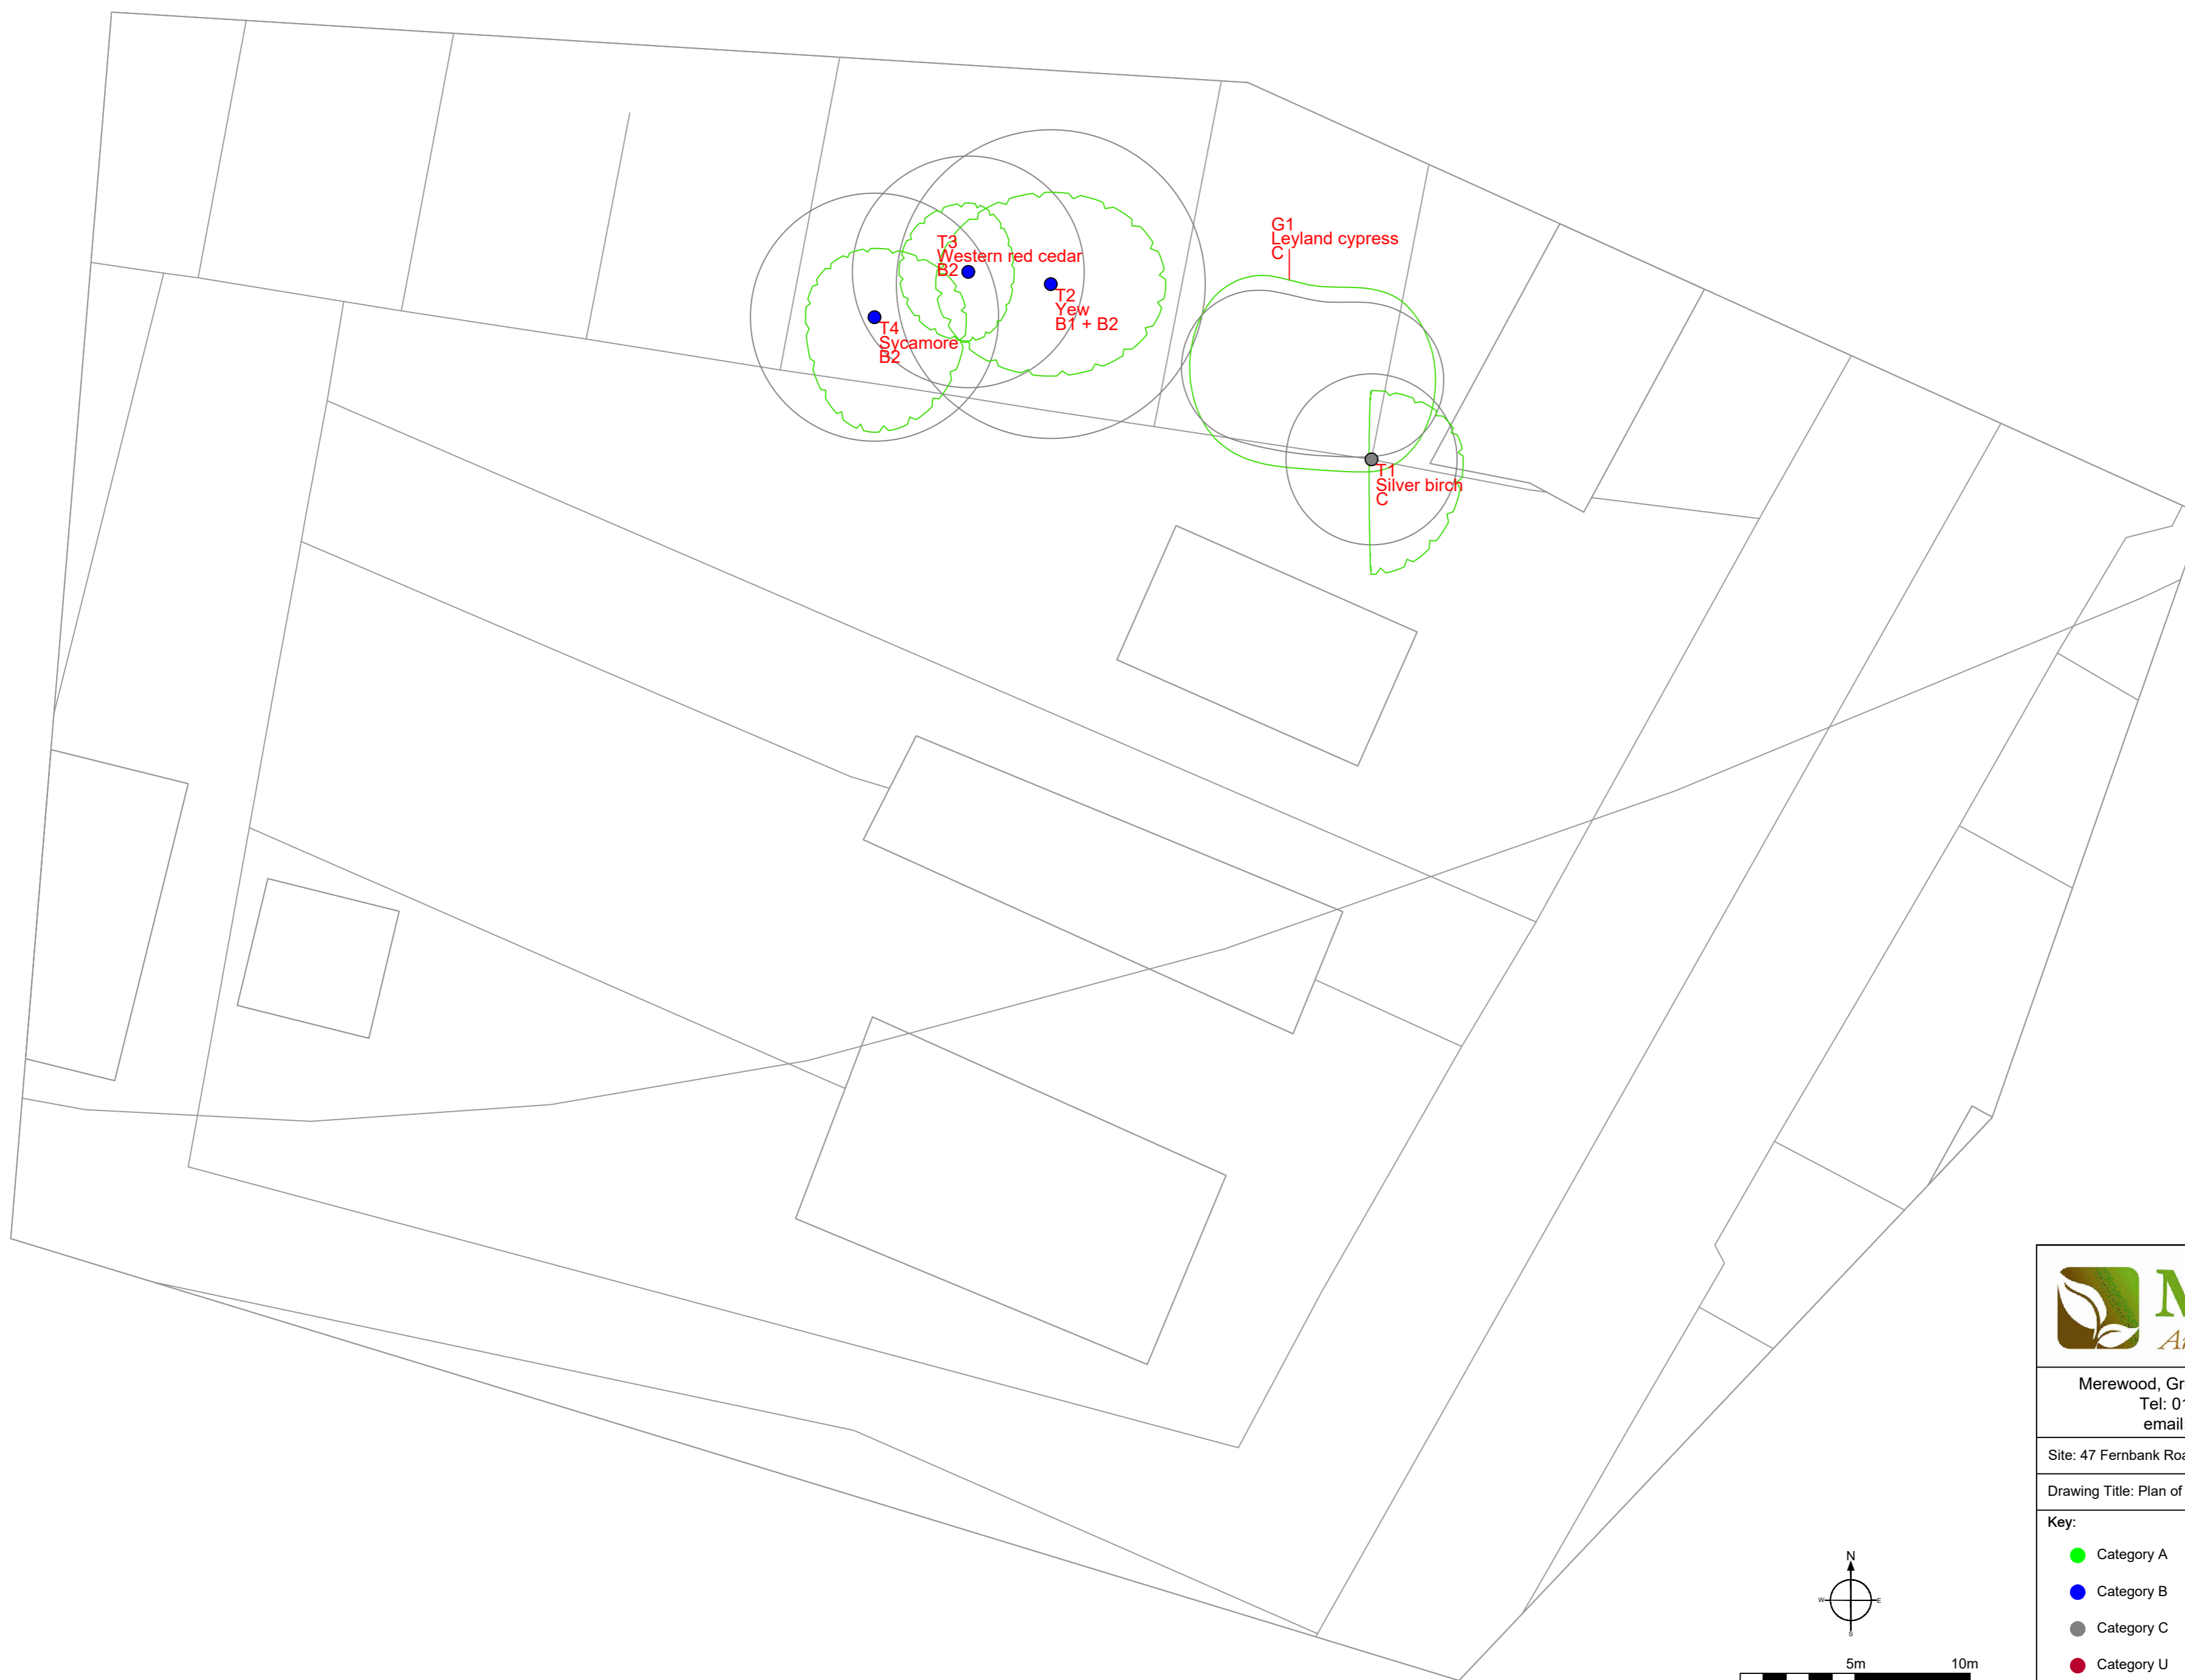 G1
Leyland cypress
C
T3
Western red cedar
B2
T2
Yew
B1 + B2
T4
Sycamore
B2
T1
Silver birch
C
Merewood, Gr
Tel: 01
email:
Site: 47 Fernbank Roa
Drawing Title: Plan of
Key:
Category A
Category B
Category C
Category U
N
W E
S
5m 10m